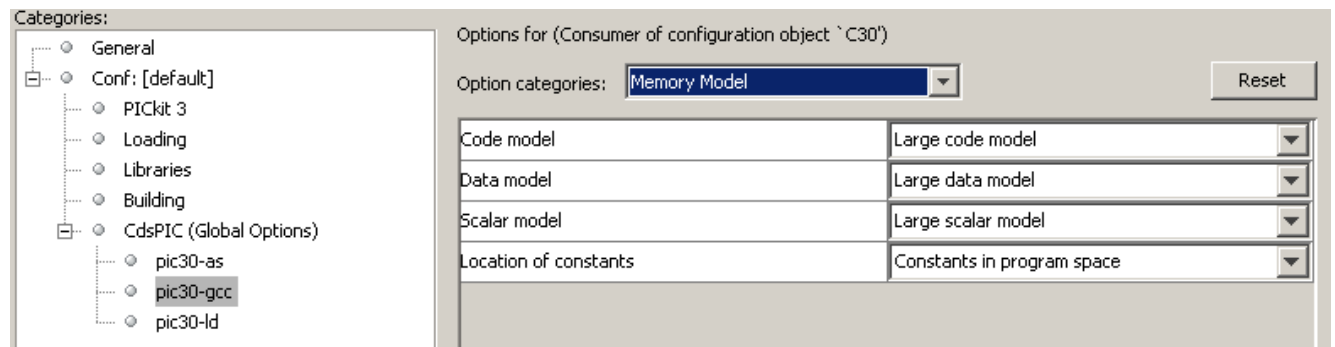 Categories:
General
Conf: [default]
PICkit 3
Loading
Libraries
Building
CdsPIC (Global Options)
pic30-as
pic30-gcc
pic30-ld
Options for (Consumer of configuration object `C30')
Option categories: Memory Model Reset
Code model Large code model
Data model Large data model
Scalar model Large scalar model
Location of constants Constants in program space